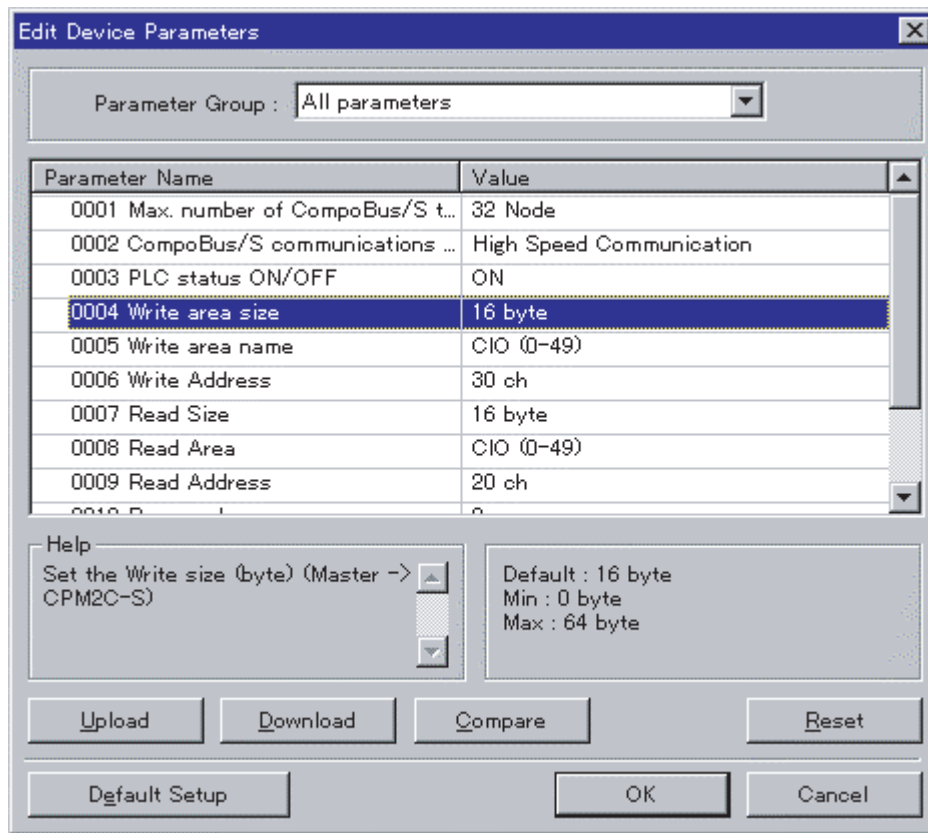 Edit Device Parameters
Parameter Group : All parameters
Parameter Name Value
0001 Max. number of CompoBus/S t... 32 Node
0002 CompoBus/S communications ... High Speed Communication
0003 PLC status ON/OFF ON
0004 Write area size 16 byte
0005 Write area name CIO (0-49)
0006 Write Address 30 ch
0007 Read Size 16 byte
0008 Read Area CIO (0-49)
0009 Read Address 20 ch
Help
Set the Write size (byte) (Master ->
CPM2C-S)
Default : 16 byte
Min : 0 byte
Max : 64 byte
Upload Download Compare Reset
Default Setup OK Cancel